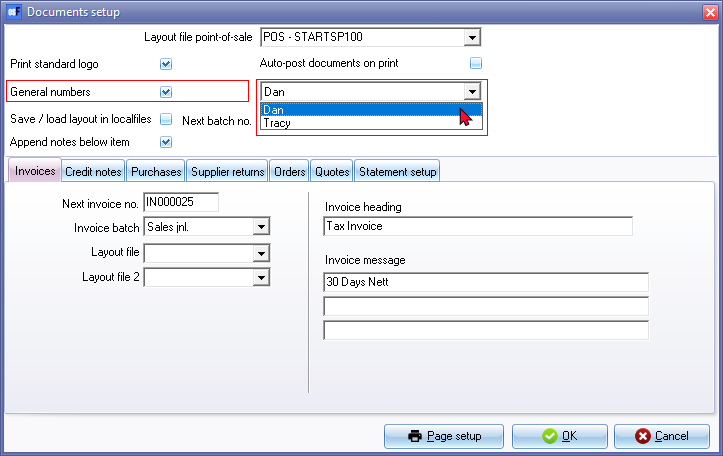 Documents setup
Layout file point-of-sale POS - STARTSP100
Print standard logo Auto-post documents on print
General numbers Dan
Dan
Save / load layout in localfiles Next batch no. Tracy
Append notes below item
Invoices Credit notes Purchases Supplier returns Orders Quotes Statement setup
Next invoice no. IN000025
Invoice heading
Invoice batch Sales jnl. Tax Invoice
Layout file
Invoice message
Layout file 2 30 Days Nett
Page setup OK Cancel